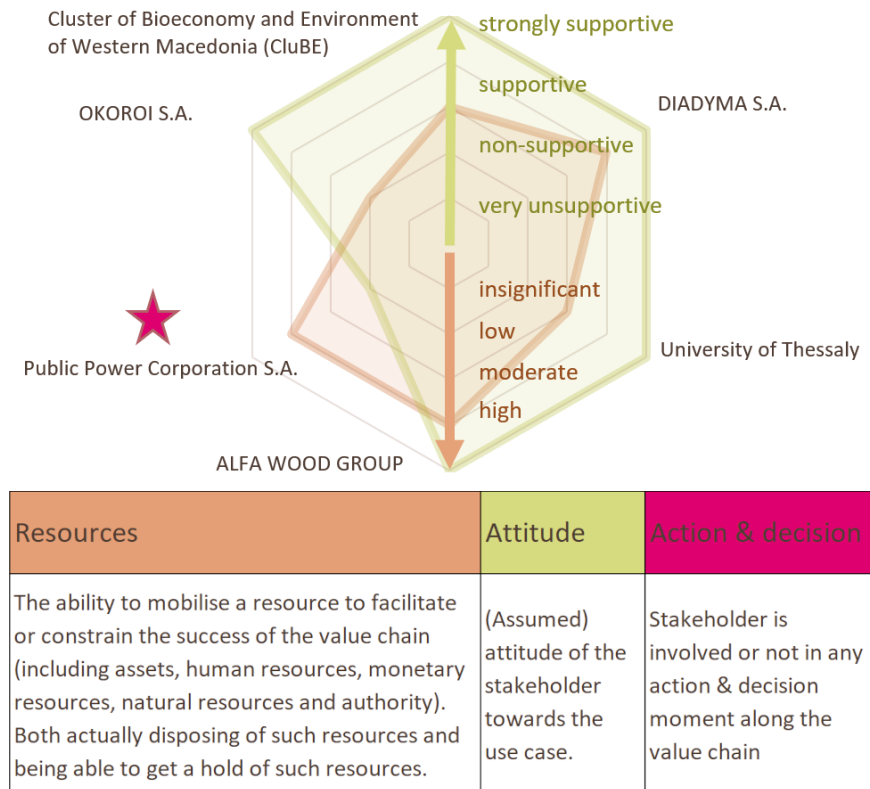 Cluster of Bioeconomy and Environment
of Western Macedonia (CluBE)
strongly supportive
supportive
DIADYMA S.A.
OKOROI S.A.
non-supportive
very unsupportive
insignificant
low
University of Thessaly
Public Power Corporation S.A.
moderate
high
ALFA WOOD GROUP
Resources
Attitude
Action & decision
The ability to mobilise a resource to facilitate
or constrain the success of the value chain
(including assets, human resources, monetary
resources, natural resources and authority).
Both actually disposing of such resources and
being able to get a hold of such resources.
(Assumed)
attitude of the
stakeholder
towards the
use case.
Stakeholder is
involved or not in any
action & decision
moment along the
value chain